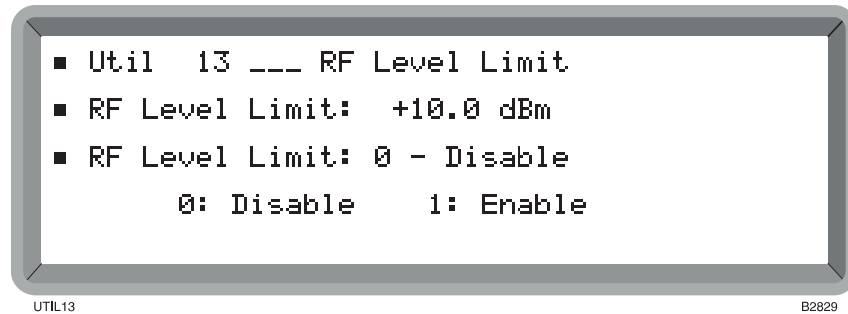 ▪ Util 13 ___ RF Level Limit
▪ RF Level Limit: +10.0 dBm
▪ RF Level Limit: 0 - Disable
0: Disable 1: Enable
UTIL13 B2829